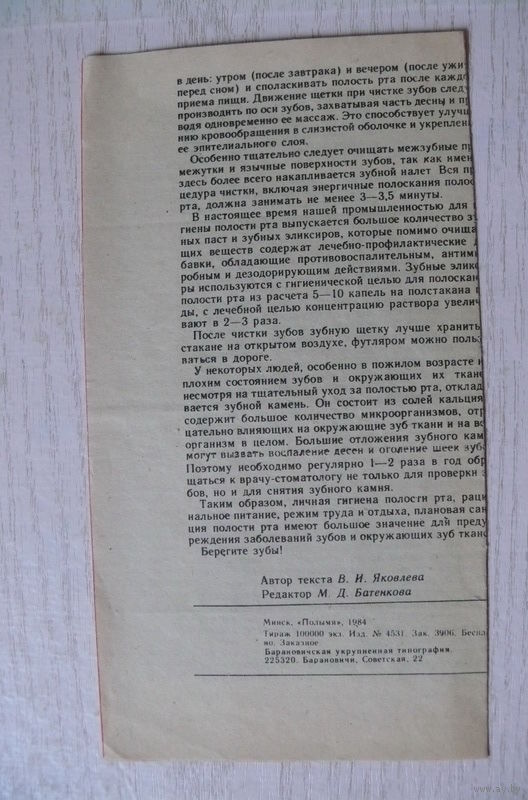 в день: утром (после завтрака) и вечером (после ужи
перед сном) и споласкивать полость рта после кажд
приема пищи. Движение щетки при чистке зубов след
производить по оси зубов, захватывая часть десны и п
водя одновременно ее массаж. Это способствует улучш
нию кровообращения в слизистой оболочке и укреплен
ее эпителиального слоя.
Особенно тщательно следует очищать межзубные пр
межутки и язычные поверхности зубов, так как имен
здесь более всего накапливается зубной налет Вся пр
цедура чистки, включая энергичные полоскания полос
рта, должна занимать не менее 3—3,5 минуты.
В настоящее время нашей промышленностью для
гиены полости рта выпускается большое количество зу
ных паст и зубных эликсиров, которые помимо очища
щих веществ содержат лечебно-профилактические д
бавки, обладающие противовоспалительным, антими
робным и дезодорирующим действиями. Зубные элик
ры используются с гигиенической целью для полоскан
полости рта из расчета 5—10 капель на полстакана
ды, с лечебной целью концентрацию раствора увелич
вают в 2—3 раза.
После чистки зубов зубную щетку лучше хранить
стакане на открытом воздухе, футляром можно поль
ваться в дороге.
У некоторых людей, особенно в пожилом возрасте и
плохим состоянием зубов и окружающих их ткане
несмотря на тщательный уход за полостью рта, отклад
вается зубной камень. Он состоит из солей кальция
содержит большое количество микроорганизмов, отр
цательно влияющих на окружающие зуб ткани и на во
организм в целом. Большие отложения зубного кам
могут вызвать воспаление десен и оголение шеек зуб
Поэтому необходимо регулярно 1—2 раза в год обр
щаться к врачу-стоматологу не только для проверки з
бов, но и для снятия зубного камня.
Таким образом, личная гигиена полости рта, раци
нальное питание, режим труда и отдыха, плановая сан
ция полости рта имеют большое значение для преду
реждения заболеваний зубов и окружающих зуб ткане
Берегите зубы!
Автор текста В. И. Яковлева
Редактор М. Д. Батенкова
Минск, «Полымя», 1984
Тираж 100000 экз. Изд. № 4531. Зак. 3906. Беспл
но. Заказное
Барановичская укрупненная типография.
225320. Барановичи, Советская, 22
www.ay.by